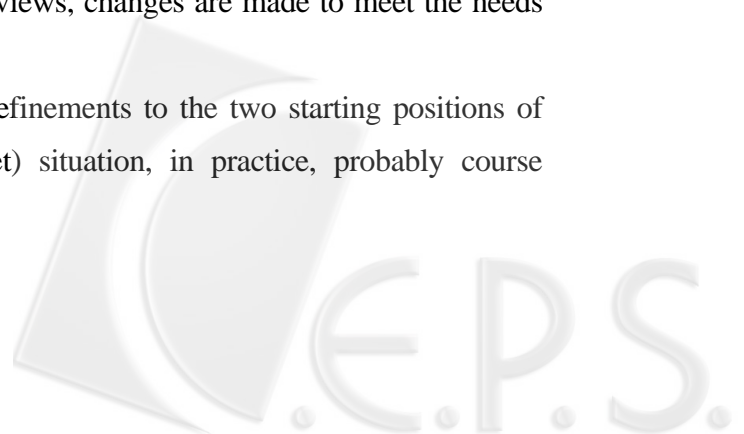 views, changes are made to meet the needs
efinements to the two starting positions of
et) situation, in practice, probably course
C.E.P.S.